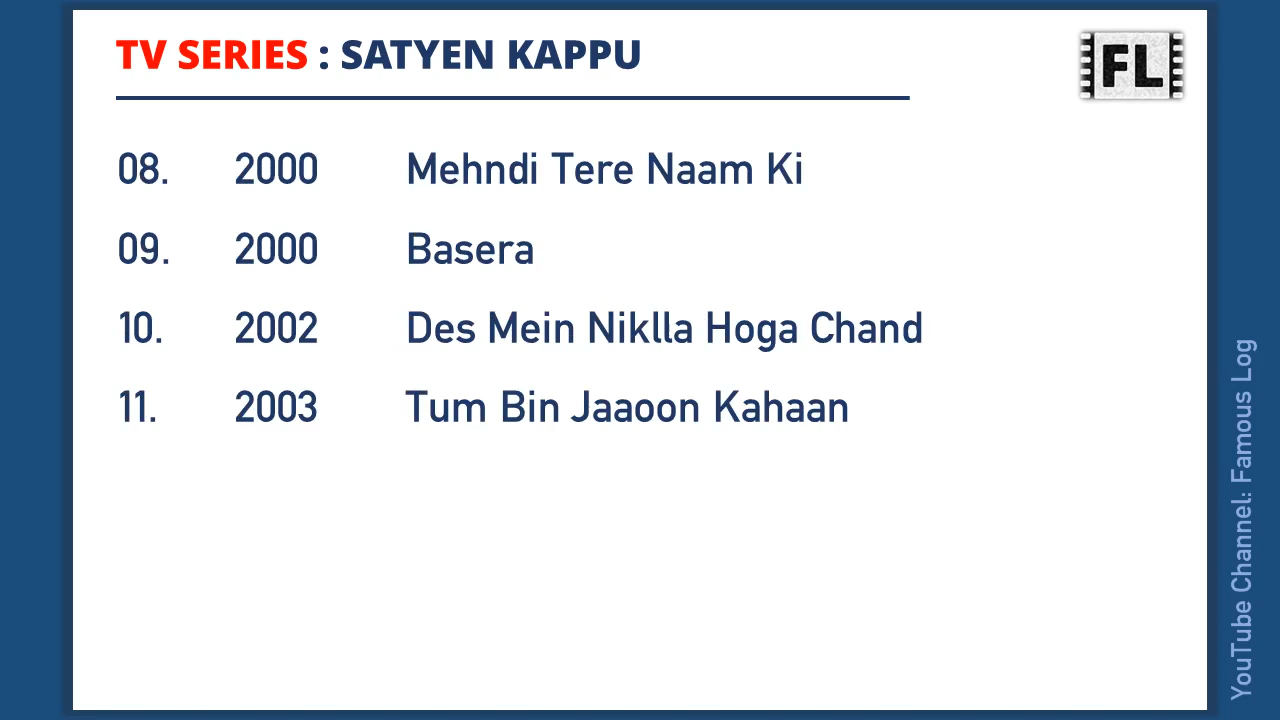 TV SERIES : SATYEN KAPPU
FL
08. 2000 Mehndi Tere Naam Ki
09. 2000 Basera
10. 2002 Des Mein Niklla Hoga Chand
11. 2003 Tum Bin Jaaoon Kahaan
YouTube Channel: Famous Log